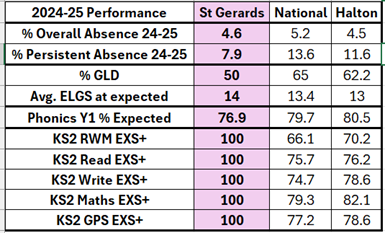 2024-25 Performance St Gerards National Halton
% Overall Absence 24-25 4.6 5.2 4.5
% Persistent Absence 24-25 7.9 13.6 11.6
% GLD 50 65 62.2
Avg. ELGS at expected 14 13.4 13
Phonics Y1 % Expected 76.9 79.7 80.5
KS2 RWM EXS+ 100 66.1 70.2
KS2 Read EXS+ 100 75.7 76.2
KS2 Write EXS+ 100 74.7 78.6
KS2 Maths EXS+ 100 79.3 82.1
KS2 GPS EXS+ 100 77.2 78.6